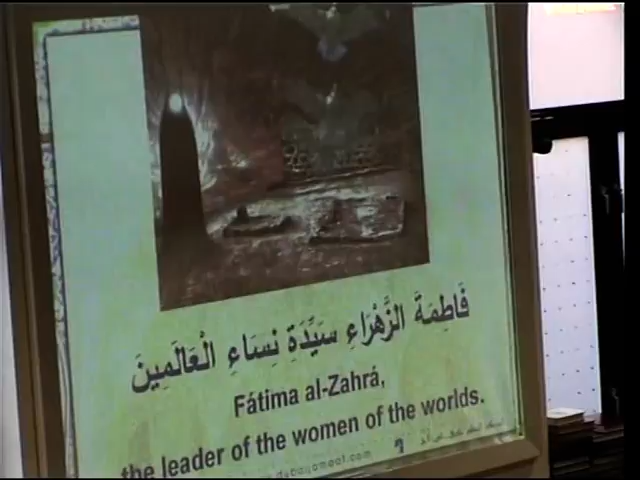 فَاطِمَةَ الزَّهْرَاءِ سَيِّدَةِ نِسَاءِ الْعَالَمِينَ
Fátima al-Zahrá,
the leader of the women of the worlds.